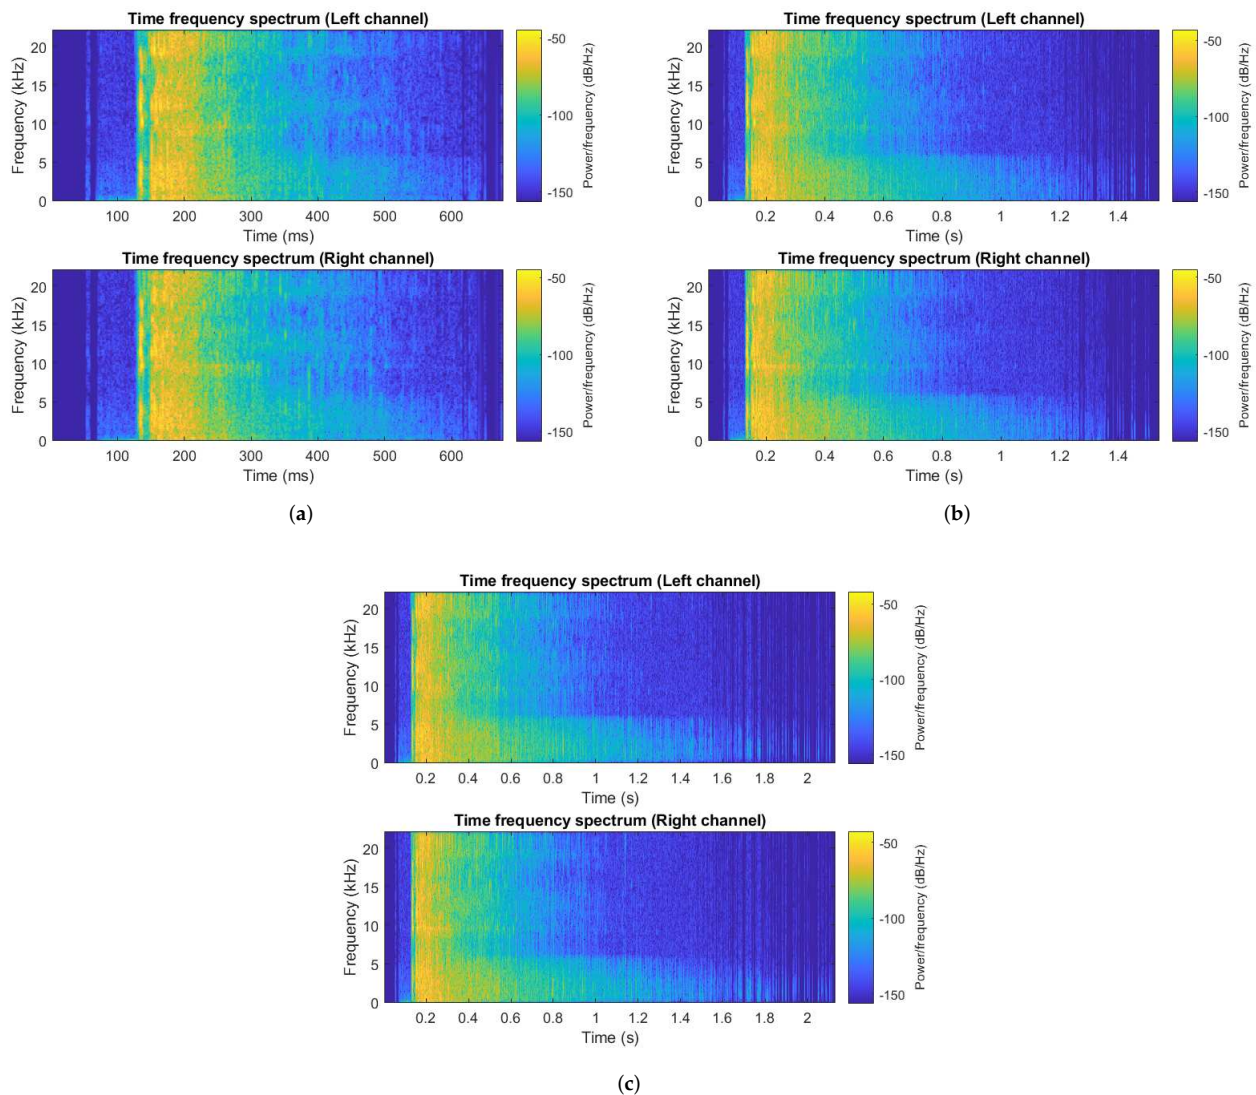 Time frequency spectrum (Left channel)
20
15
10
5
0
Frequency (kHz)
100 200 300 400 500 600
Time (ms)
-50
-100
-150
Power/frequency (dB/Hz)
Time frequency spectrum (Right channel)
20
15
10
5
0
Frequency (kHz)
100 200 300 400 500 600
Time (ms)
-50
-100
-150
Power/frequency (dB/Hz)
(a)
Time frequency spectrum (Left channel)
20
15
10
5
0
Frequency (kHz)
0.2 0.4 0.6 0.8 1 1.2 1.4
Time (s)
-50
-100
-150
Power/frequency (dB/Hz)
Time frequency spectrum (Right channel)
20
15
10
5
0
Frequency (kHz)
0.2 0.4 0.6 0.8 1 1.2 1.4
Time (s)
-50
-100
-150
Power/frequency (dB/Hz)
(b)
Time frequency spectrum (Left channel)
20
15
10
5
0
Frequency (kHz)
0.2 0.4 0.6 0.8 1 1.2 1.4 1.6 1.8 2
Time (s)
-50
-100
-150
Power/frequency (dB/Hz)
Time frequency spectrum (Right channel)
20
15
10
5
0
Frequency (kHz)
0.2 0.4 0.6 0.8 1 1.2 1.4 1.6 1.8 2
Time (s)
-50
-100
-150
Power/frequency (dB/Hz)
(c)